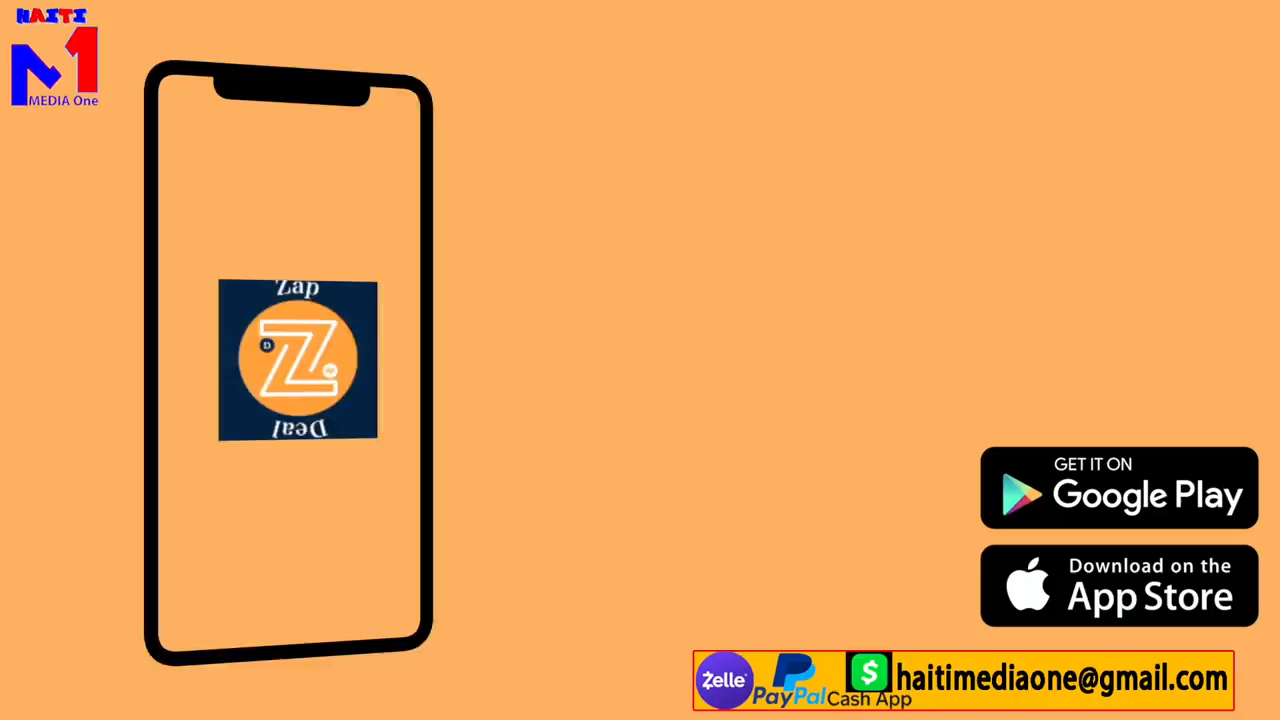 HAITI
M1
MEDIA One
Zap
Z
D
Deal
GET IT ON
Google Play
Download on the
App Store
Zelle
PayPal
$
Cash App
haitimediaone@gmail.com